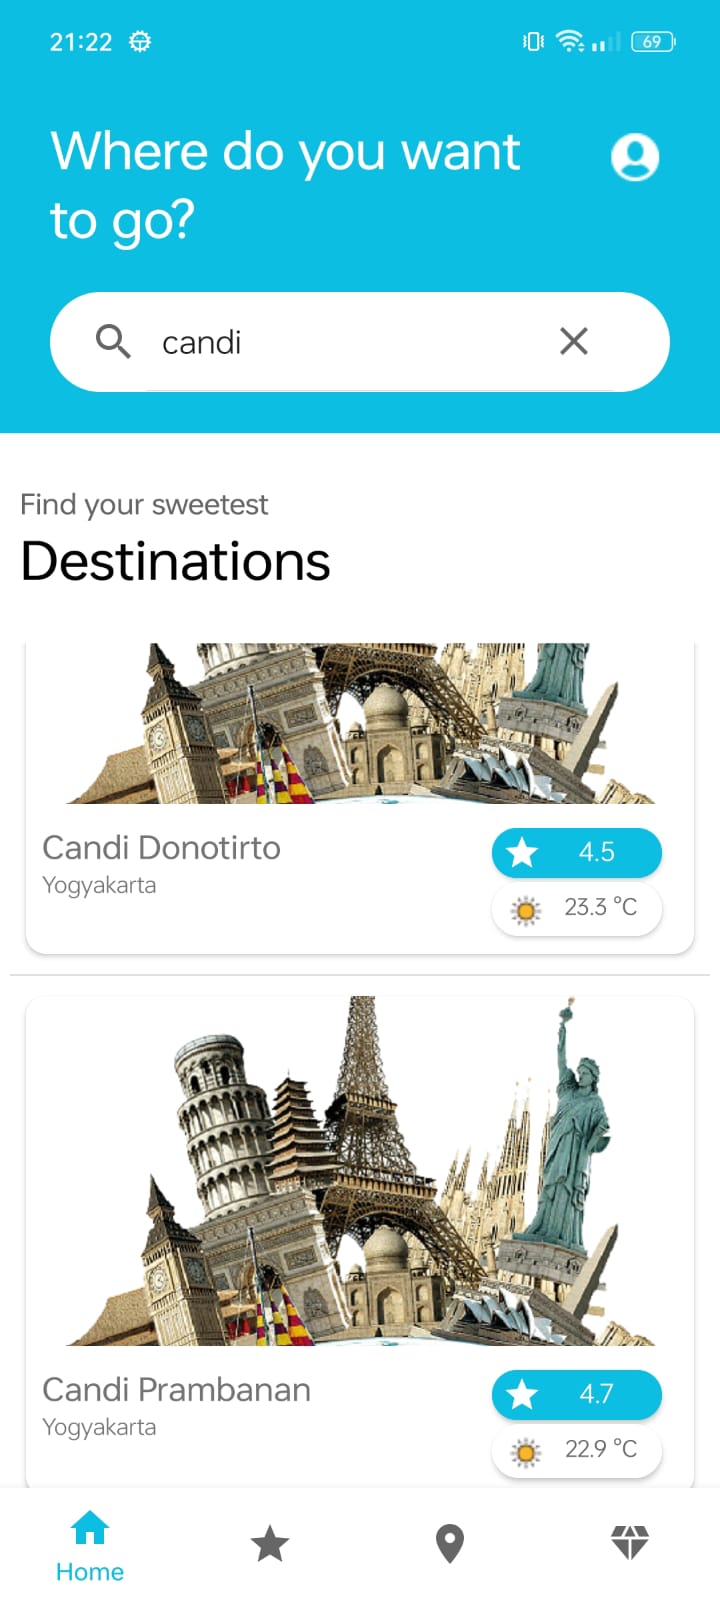 21:22
69
Where do you want
to go?
candi
Find your sweetest
Destinations
Candi Donotirto
4.5
Yogyakarta
23.3 °C
Candi Prambanan
4.7
Yogyakarta
22.9 °C
Home